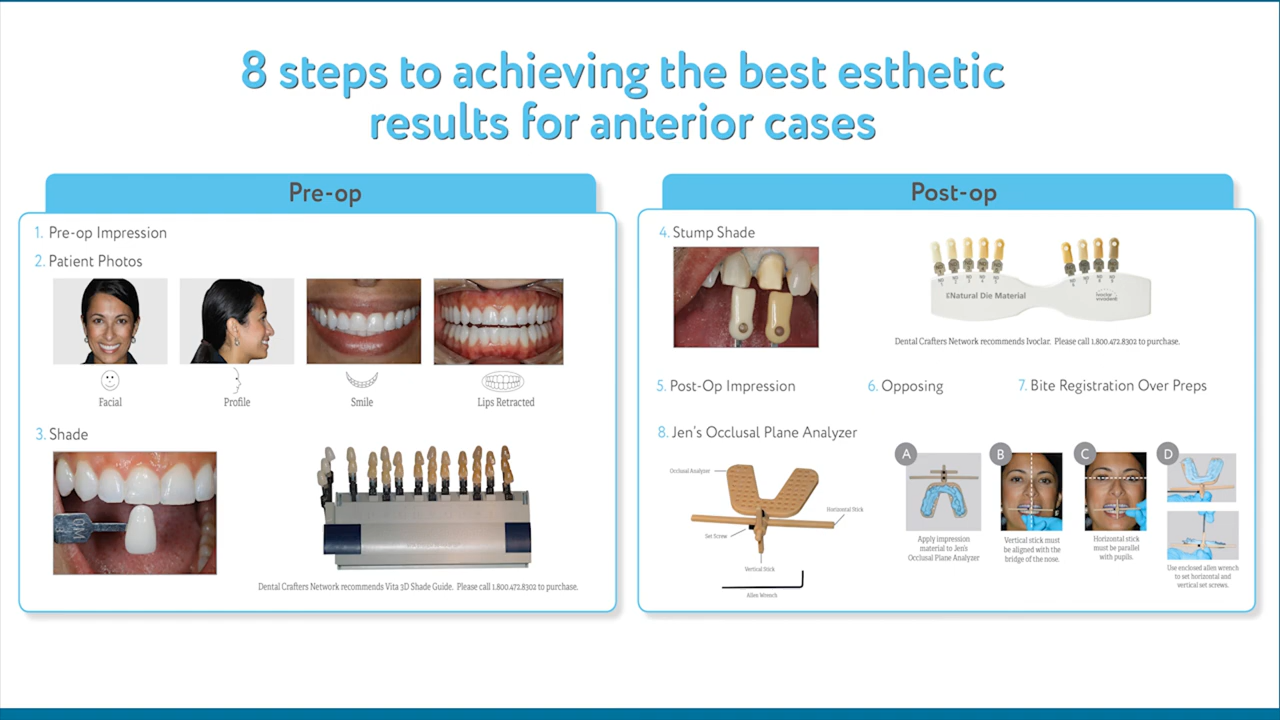 8 steps to achieving the best esthetic
results for anterior cases
Pre-op
1. Pre-op Impression
2. Patient Photos
Facial
Profile
Smile
Lips Retracted
3. Shade
0M1
Dental Crafters Network recommends Vita 3D Shade Guide. Please call 1.800.472.8302 to purchase.
Post-op
4. Stump Shade
Natural Die Material
ivoclar
vivadent
Dental Crafters Network recommends Ivoclar. Please call 1.800.472.8302 to purchase.
5. Post-Op Impression
6. Opposing
7. Bite Registration Over Preps
8. Jen's Occlusal Plane Analyzer
Occlusal Analyzer
Horizontal Stick
Set Screw
Vertical Stick
Allen Wrench
A
Apply impression
material to Jen's
Occlusal Plane Analyzer
B
Vertical stick must
be aligned with the
bridge of the nose.
C
Horizontal stick
must be parallel
with pupils.
D
Use enclosed allen wrench
to set horizontal and
vertical set screws.